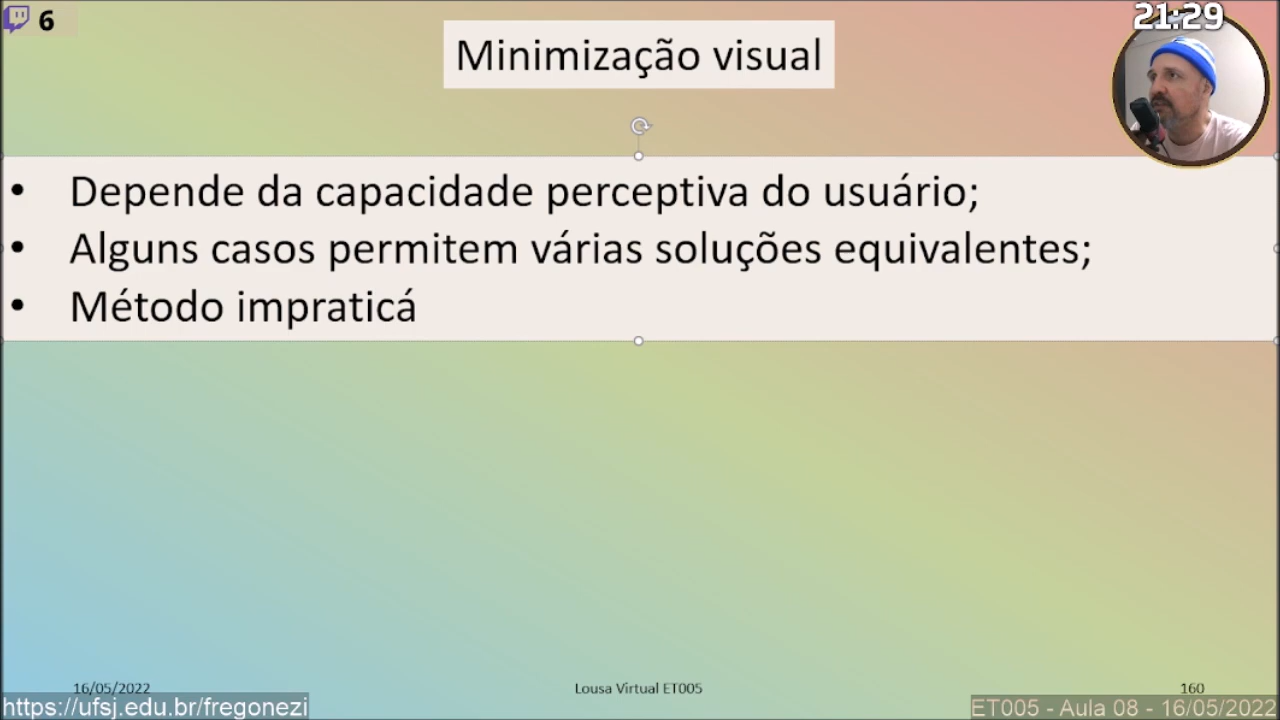 6
21:29
Minimização visual
• Depende da capacidade perceptiva do usuário;
• Alguns casos permitem várias soluções equivalentes;
• Método impraticá
16/05/2022
Lousa Virtual ET005
160
https://ufsj.edu.br/fregonezi
ET005 - Aula 08 - 16/05/2022